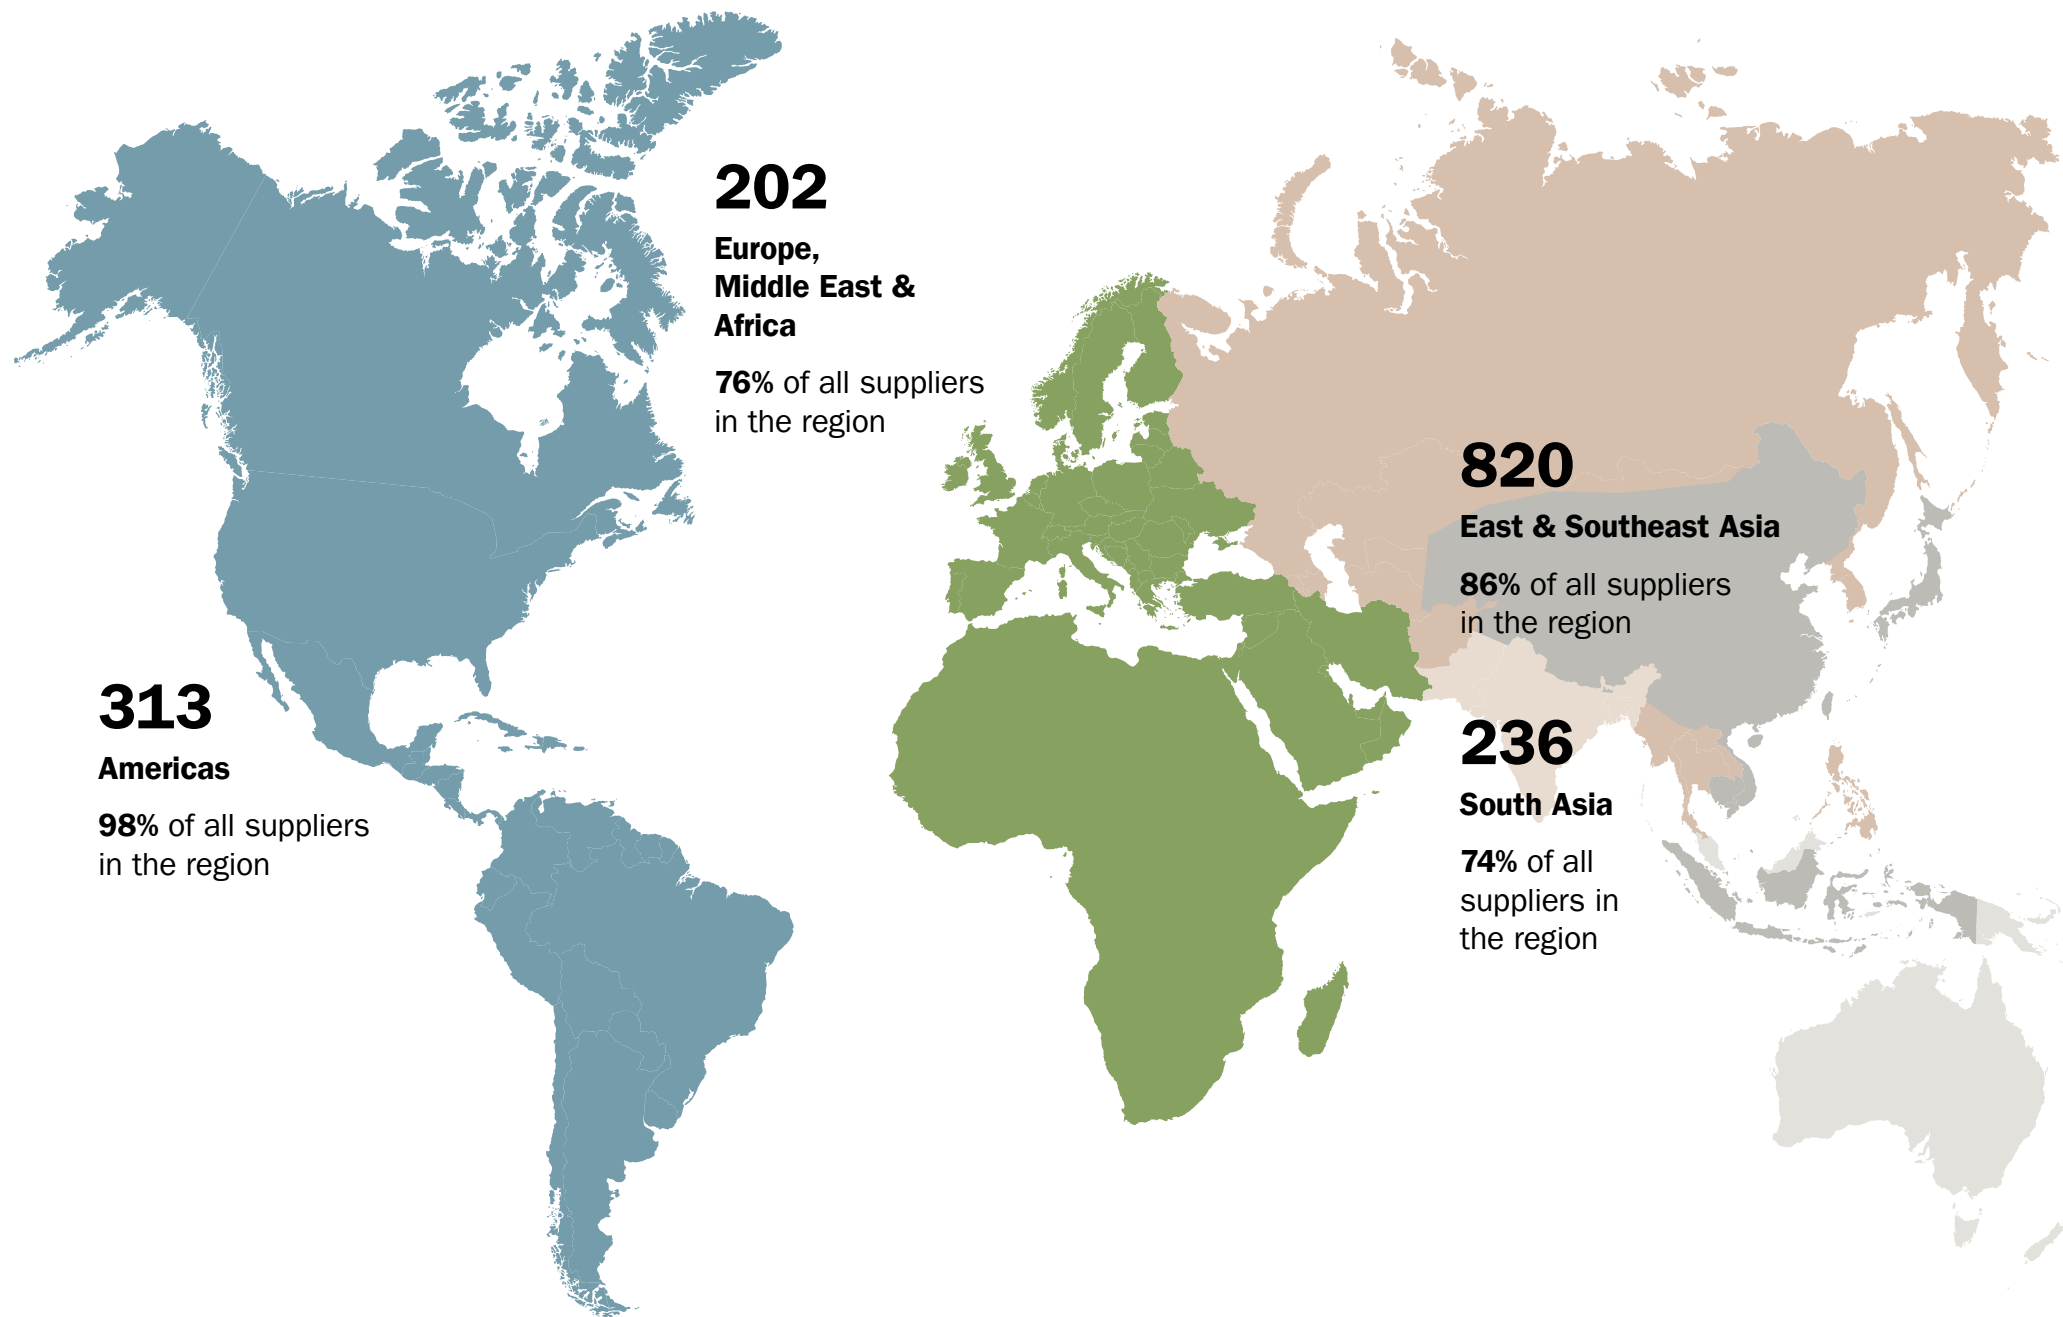 202
Europe,
Middle East &
Africa
76% of all suppliers
in the region
820
East & Southeast Asia
86% of all suppliers
in the region
313
Americas
98% of all suppliers
in the region
236
South Asia
74% of all
suppliers in
the region